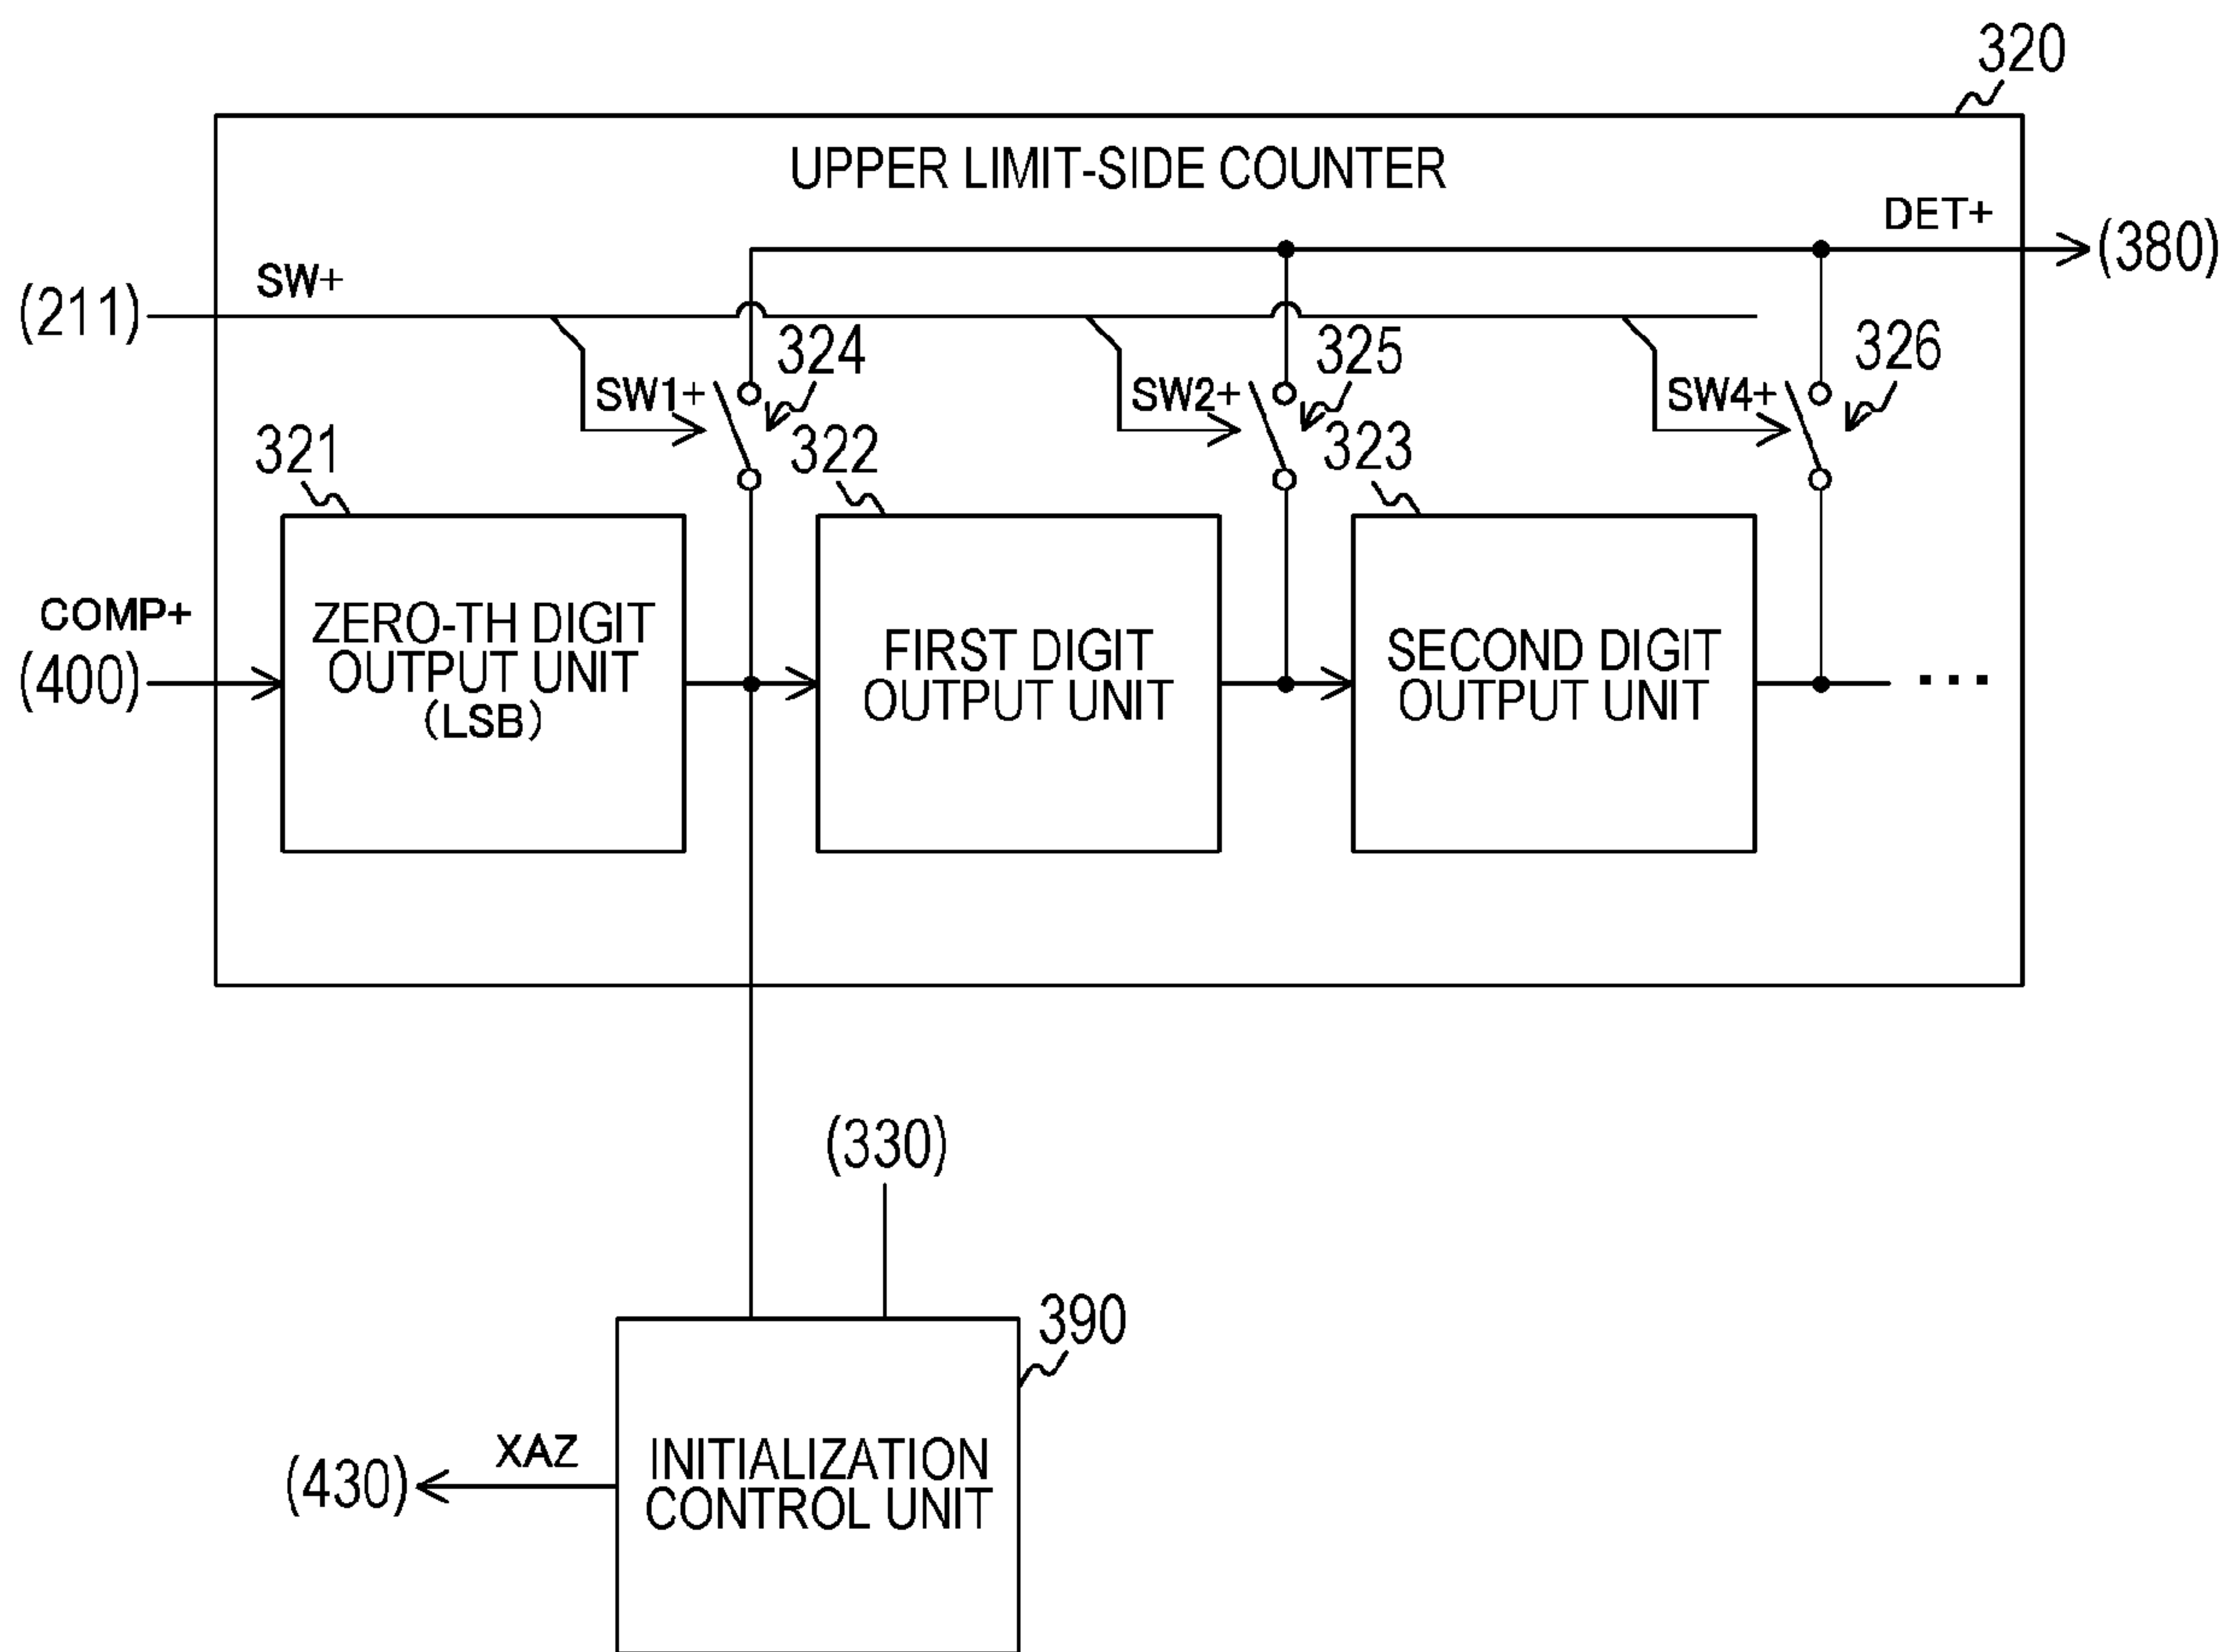 320
UPPER LIMIT-SIDE COUNTER
DET+
(380)
SW+
(211)
324
325
326
SW1+
SW2+
SW4+
321
322
323
COMP+
(400)
ZERO-TH DIGIT
OUTPUT UNIT
(LSB)
FIRST DIGIT
OUTPUT UNIT
SECOND DIGIT
OUTPUT UNIT
...
(330)
390
XAZ
(430)
INITIALIZATION
CONTROL UNIT